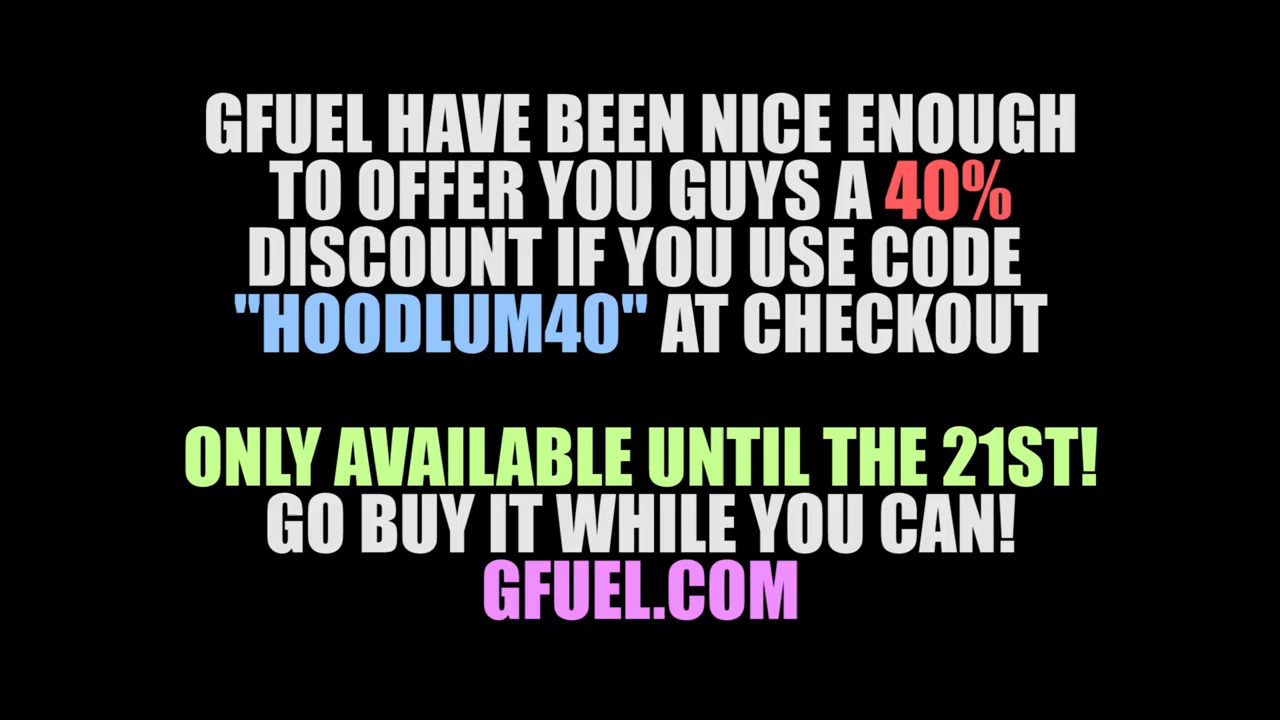 GFUEL HAVE BEEN NICE ENOUGH
TO OFFER YOU GUYS A 40%
DISCOUNT IF YOU USE CODE
"HOODLUM40" AT CHECKOUT
ONLY AVAILABLE UNTIL THE 21ST!
GO BUY IT WHILE YOU CAN!
GFUEL.COM